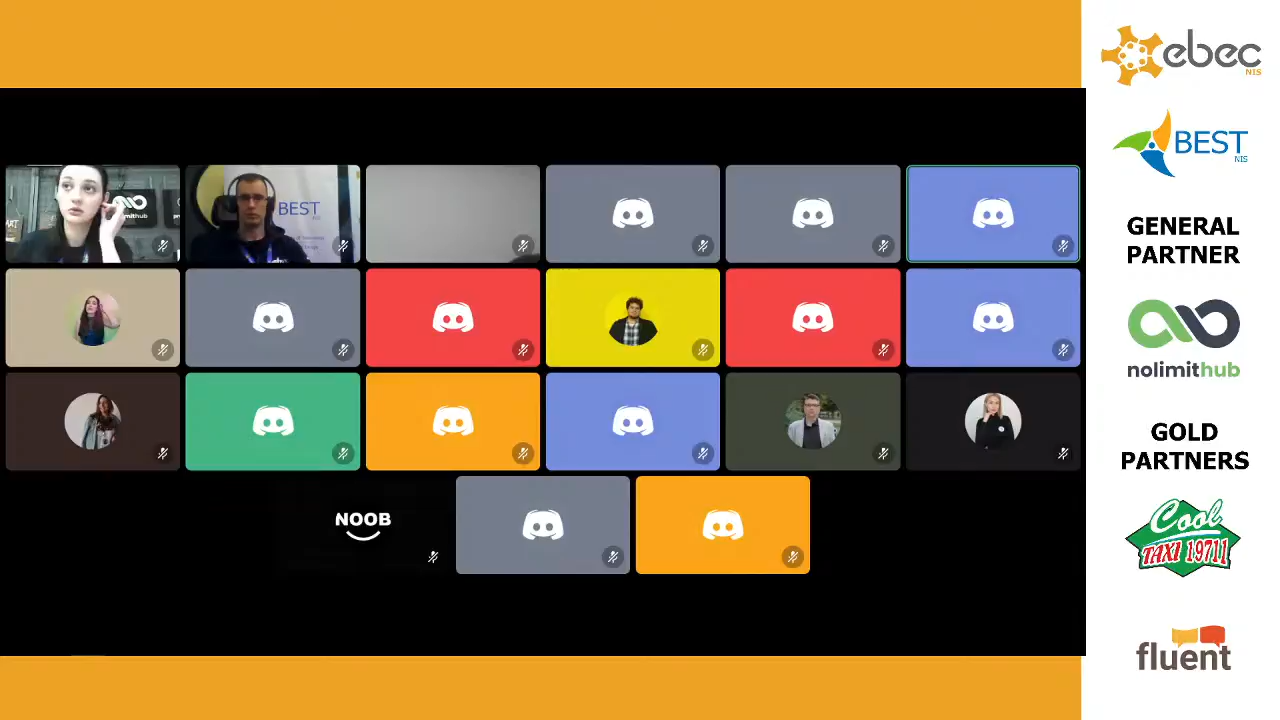 ebec
NIS
BEST
NIS
GENERAL
PARTNER
nolimithub
GOLD
PARTNERS
Cool
TAXI 19711
fluent
BEST
NOOB